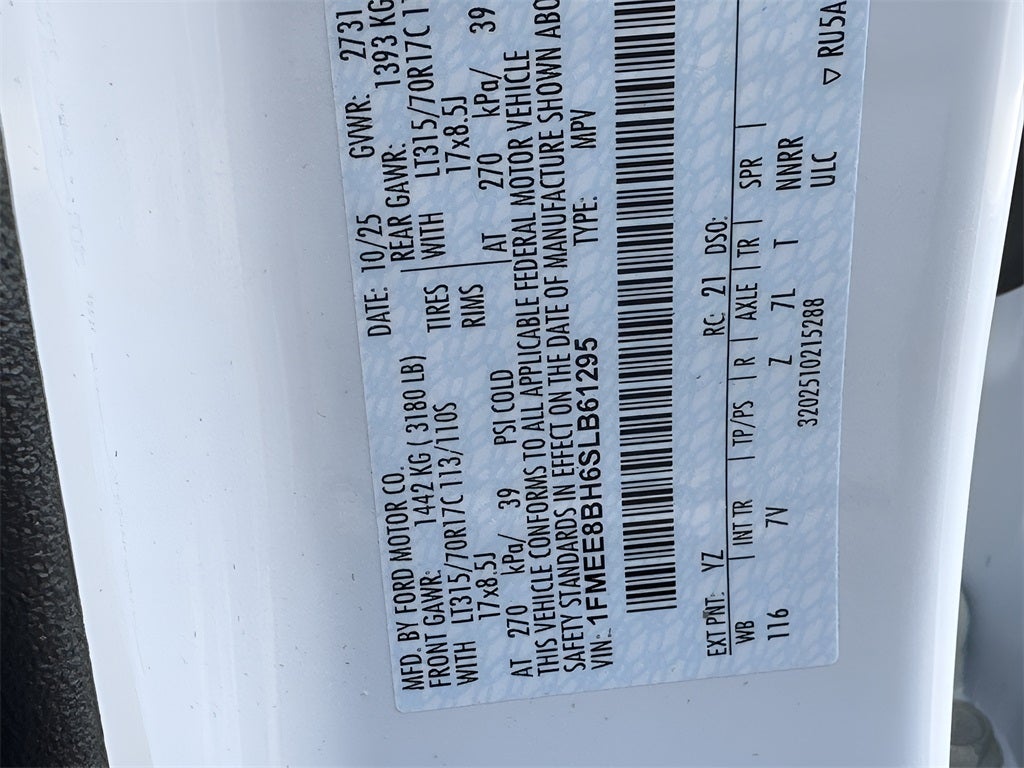 MFD. BY FORD MOTOR CO.
DATE: 10/25 GVWR: 2731
FRONT GAWR: 1442 KG ( 3180 LB)
REAR GAWR: 1393 KG
WITH LT315/70R17C 113/110S TIRES
WITH LT315/70R17C
17x8.5J RIMS
17x8.5J
AT 270 kPa/ 39 PSI COLD
AT 270 kPa/ 39
THIS VEHICLE CONFORMS TO ALL APPLICABLE FEDERAL MOTOR VEHICLE
SAFETY STANDARDS IN EFFECT ON THE DATE OF MANUFACTURE SHOWN
VIN: 1FMEE8BH6SLB61295 TYPE: MPV
EXT PNT: YZ RC: 21 DSO:
WB | INT TR | TP/PS | R | AXLE | TR | SPR |
116 7V Z 7L T NNRR
3202510215288 ULC
▽ RU5A